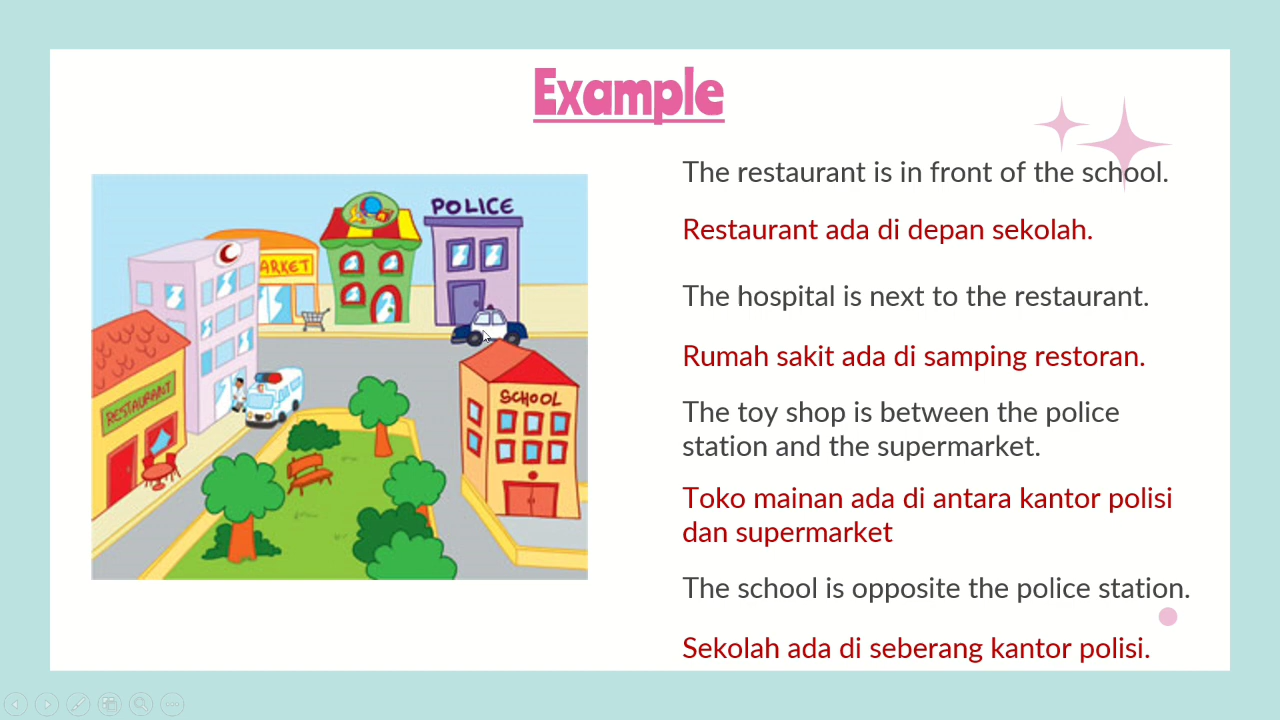 Example
The restaurant is in front of the school.
Restaurant ada di depan sekolah.
The hospital is next to the restaurant.
Rumah sakit ada di samping restoran.
The toy shop is between the police
station and the supermarket.
Toko mainan ada di antara kantor polisi
dan supermarket
The school is opposite the police station.
Sekolah ada di seberang kantor polisi.
POLICE
ARKET
RESTAURANT
SCHOOL